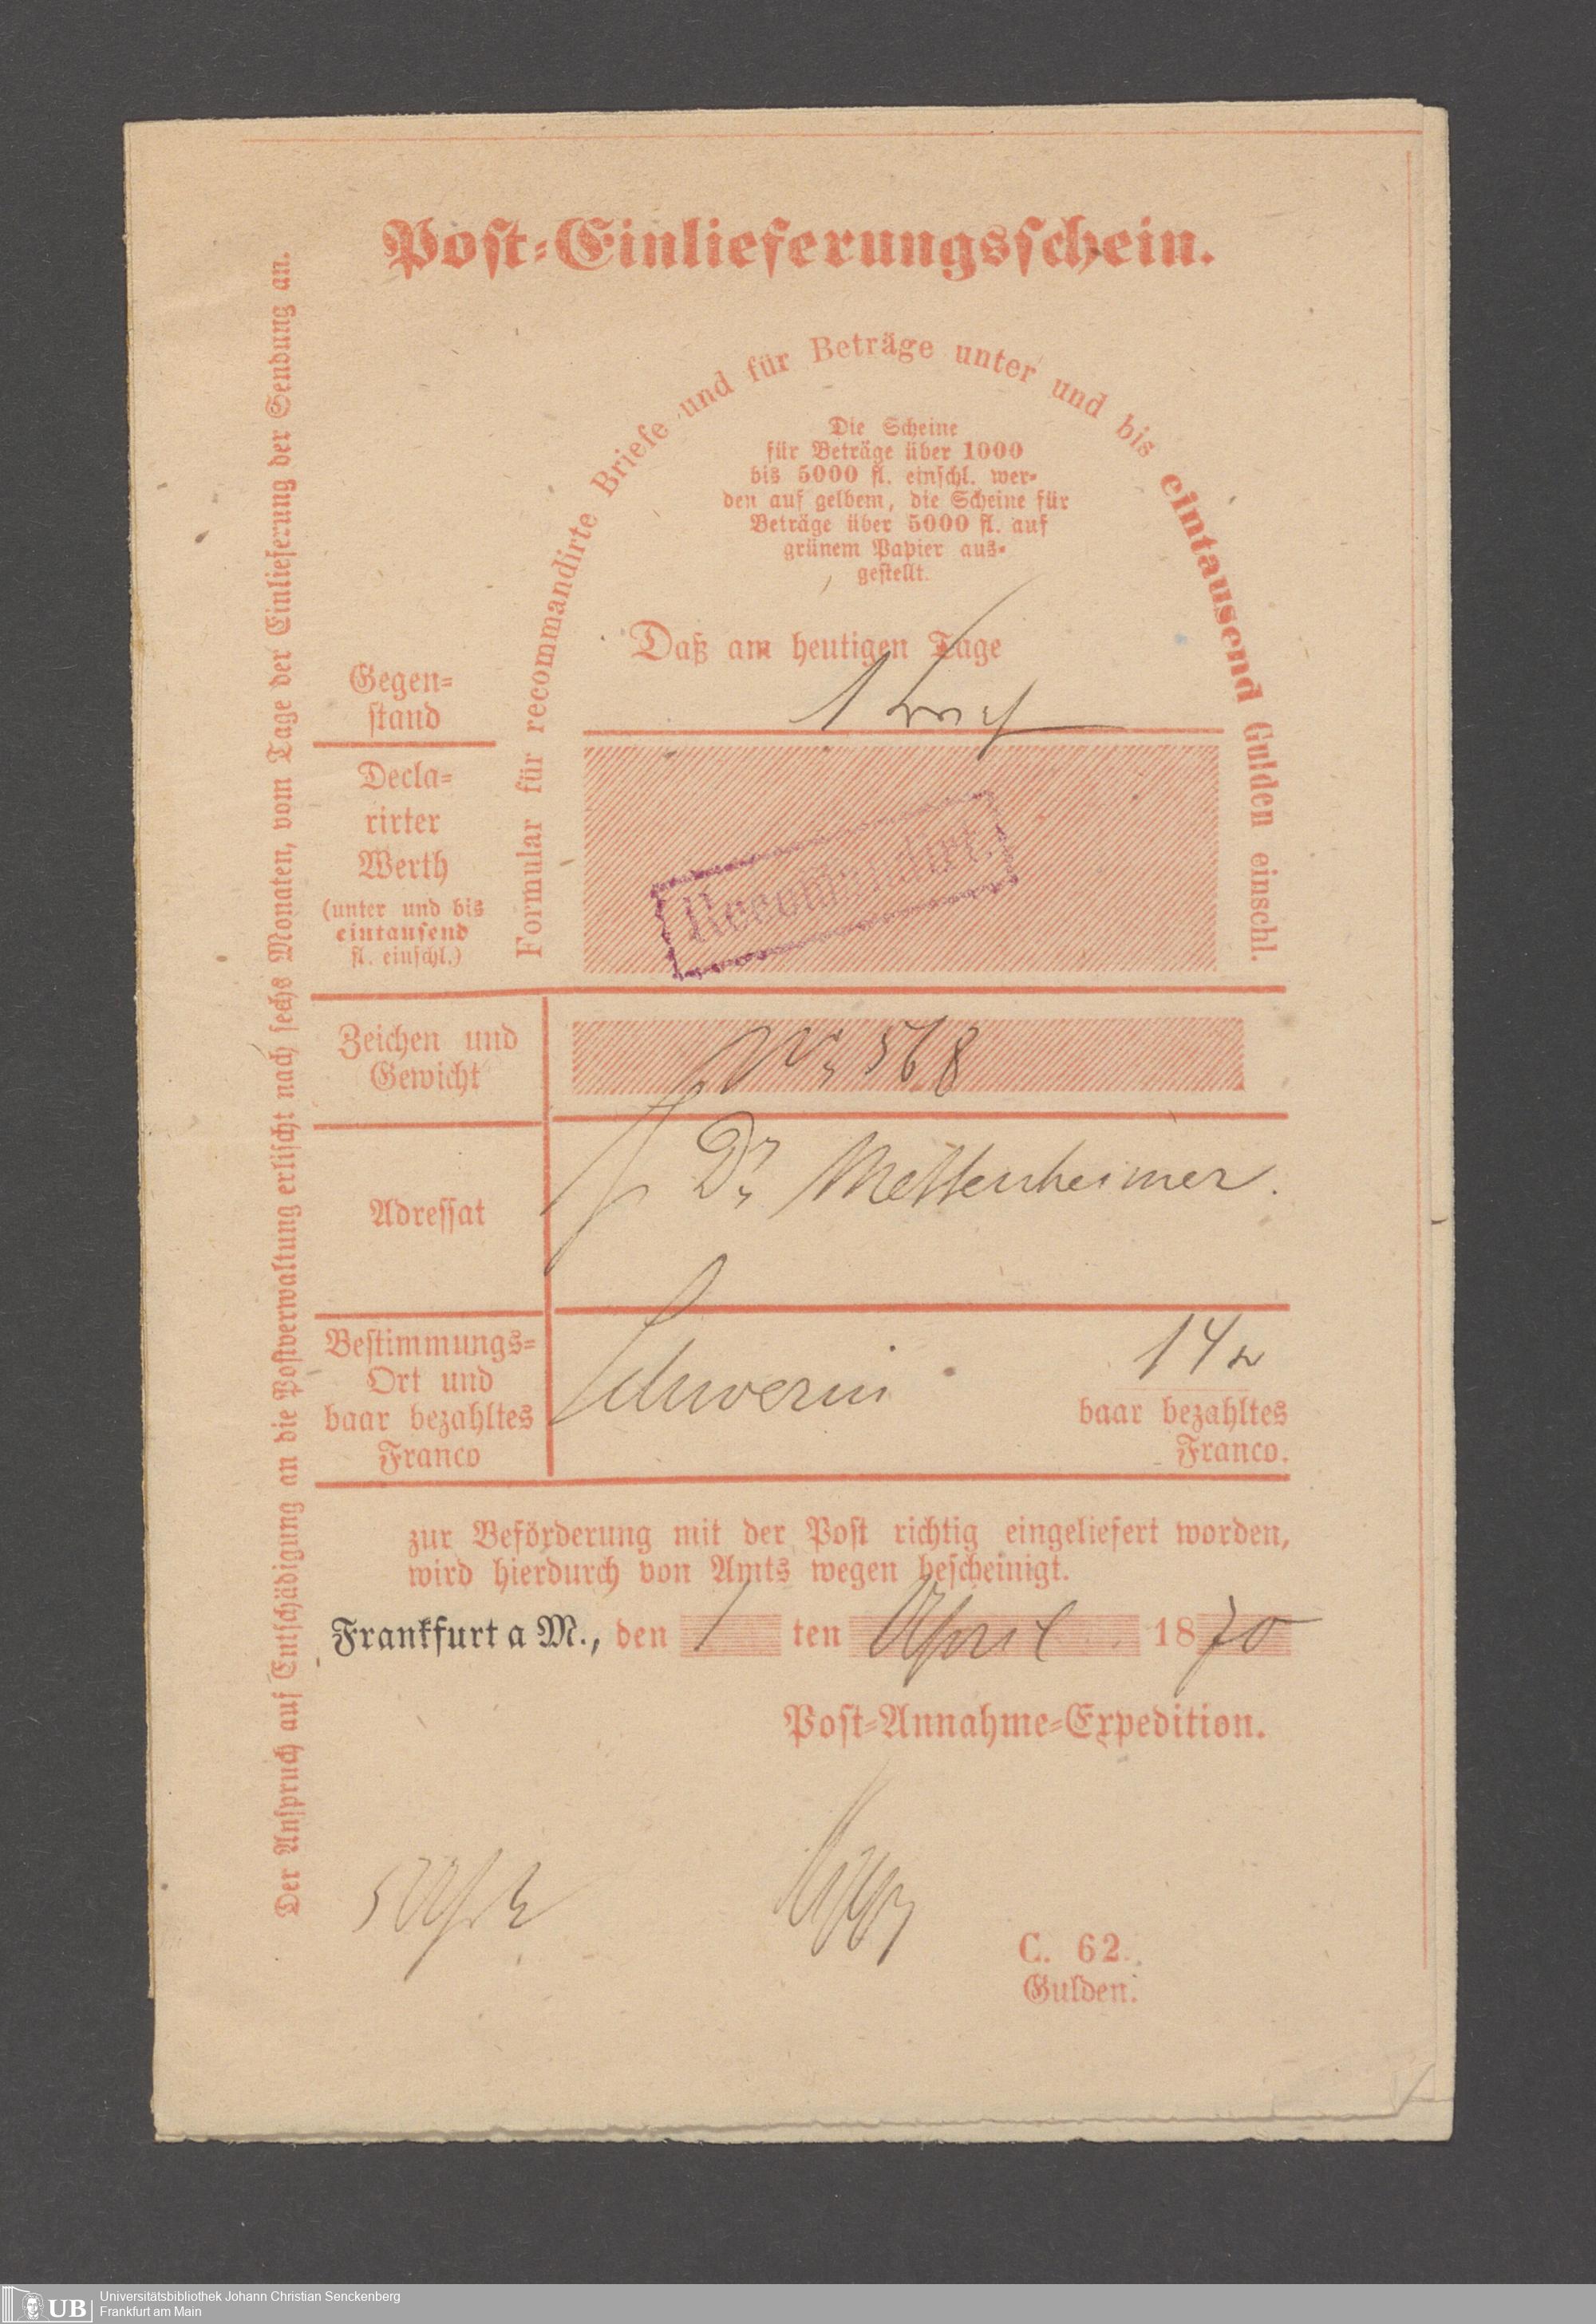 Post-Einlieferungsschein.
Der Anspruch auf Entschädigung an die Postverwaltung erlischt nach sechs Monaten, vom Tage der Einlieferung der Sendung an.
Formular für recommandirte Briefe und für Beträge unter und bis eintausend Gulden einschl.
Die Scheine
für Beträge über 1000
bis 5000 fl. einschl. wer-
den auf gelbem, die Scheine für
Beträge über 5000 fl. auf
grünem Papier aus-
gestellt.
Daß am heutigen Tage
Gegen-
stand
1 Brief
Decla-
rirter
Werth
(unter und bis
eintausend
fl. einschl.)
Recommandirt.
Zeichen und
Gewicht
No 568
Adressat
Dr. Mettenheimer.
Bestimmungs-
Ort und
baar bezahltes
Franco
Schwerin
14
baar bezahltes
Franco.
zur Beförderung mit der Post richtig eingeliefert worden,
wird hierdurch von Amts wegen bescheinigt.
Frankfurt a M., den 1 ten April 1870
Post-Annahme-Expedition.
C. 62.
Gulden.
UB
Universitätsbibliothek Johann Christian Senckenberg
Frankfurt am Main